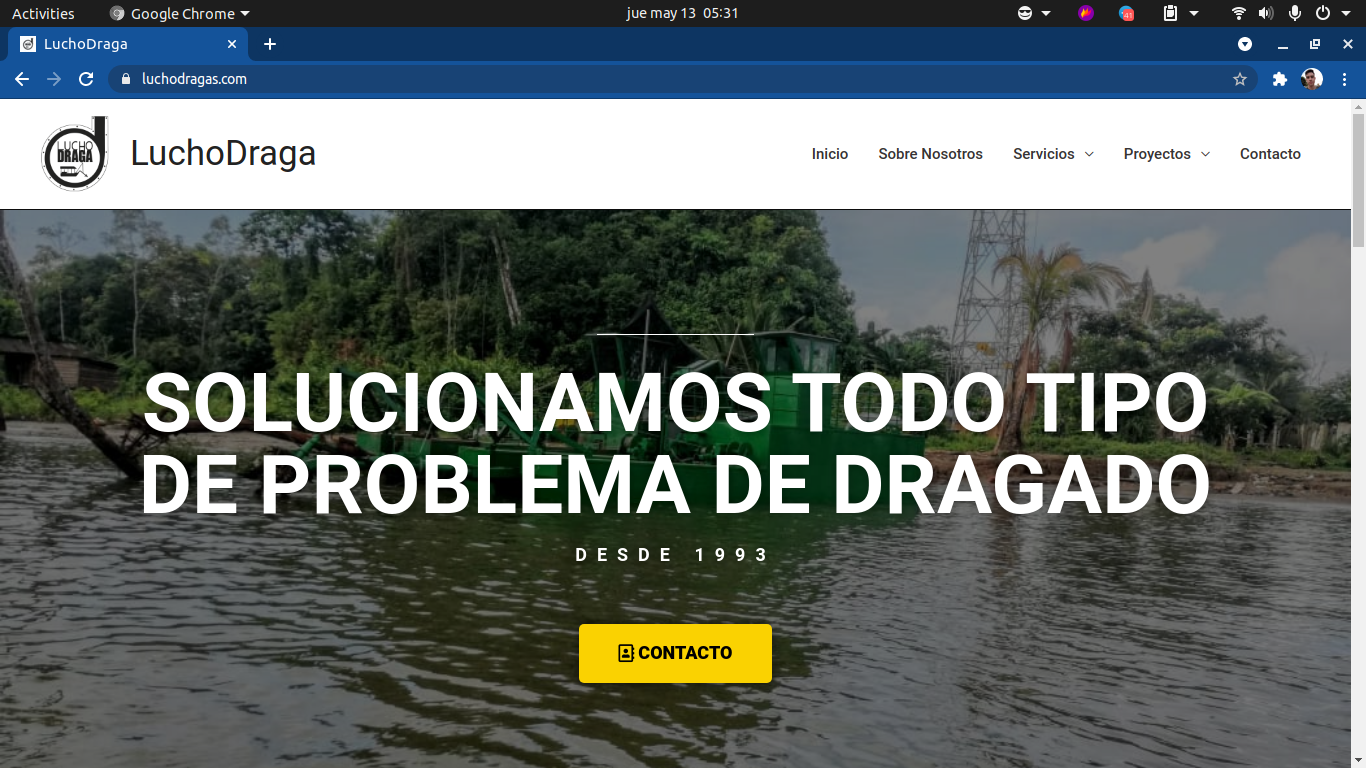 Activities
Google Chrome
jue may 13 05:31
41
LuchoDraga
luchodragas.com
LUCHO
DRAGA
LuchoDraga
Inicio
Sobre Nosotros
Servicios
Proyectos
Contacto
SOLUCIONAMOS TODO TIPO
DE PROBLEMA DE DRAGADO
DESDE 1993
CONTACTO